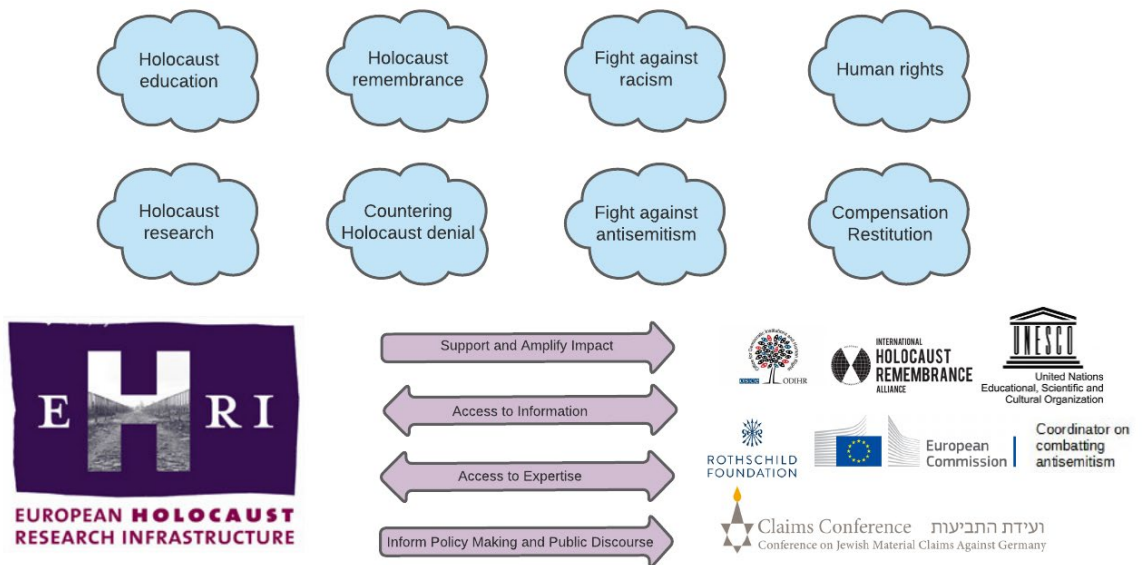 Holocaust
education
Holocaust
remembrance
Fight against
racism
Human rights
Holocaust
research
Countering
Holocaust denial
Fight against
antisemitism
Compensation
Restitution
EHRI
EUROPEAN HOLOCAUST
RESEARCH INFRASTRUCTURE
Support and Amplify Impact
Access to Information
Access to Expertise
Inform Policy Making and Public Discourse
ODIHR
INTERNATIONAL
HOLOCAUST
REMEMBRANCE
ALLIANCE
UNESCO
United Nations
Educational, Scientific and
Cultural Organization
ROTHSCHILD
FOUNDATION
European
Commission
Coordinator on
combatting
antisemitism
Claims Conference ועידת התביעות
Conference on Jewish Material Claims Against Germany